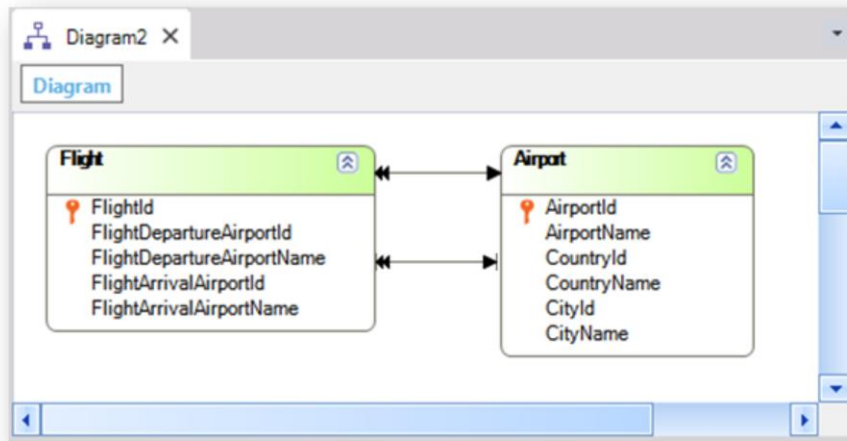 Diagram2
Diagram
Flight
FlightId
FlightDepartureAirportId
FlightDepartureAirportName
FlightArrivalAirportId
FlightArrivalAirportName
Airport
AirportId
AirportName
CountryId
CountryName
CityId
CityName